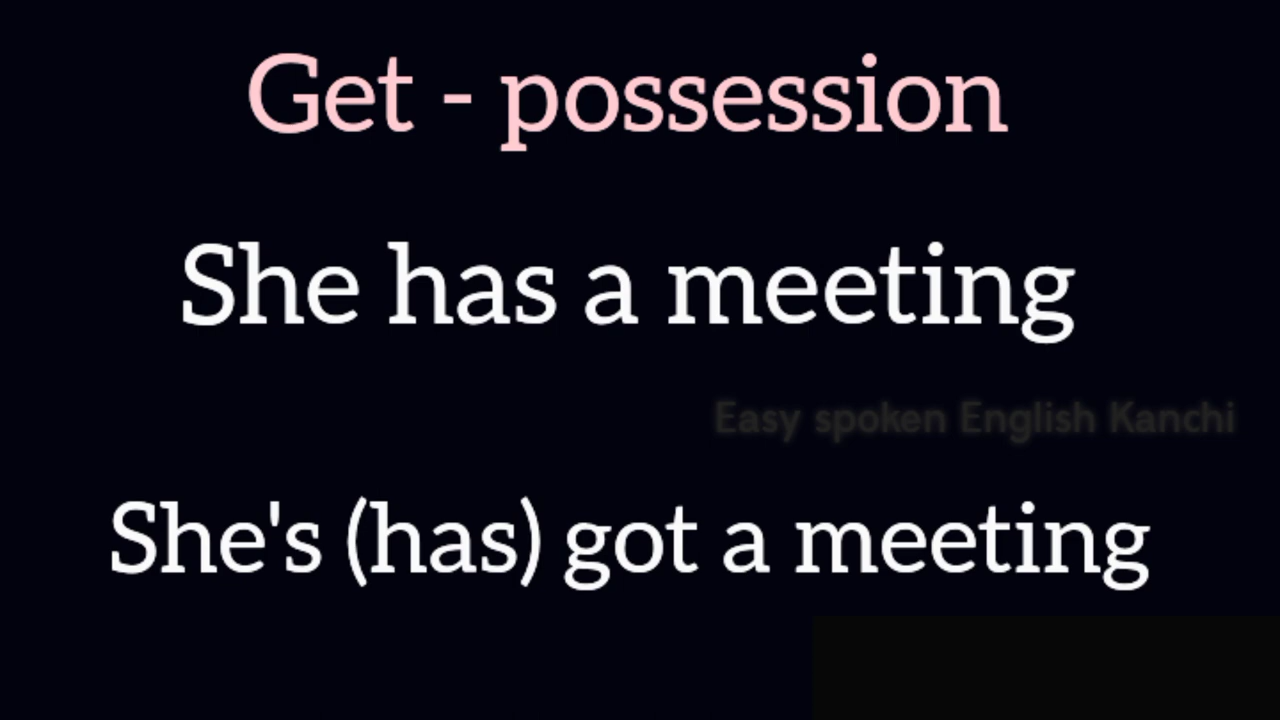 Get - possession
She has a meeting
Easy spoken English Kanchi
She's (has) got a meeting